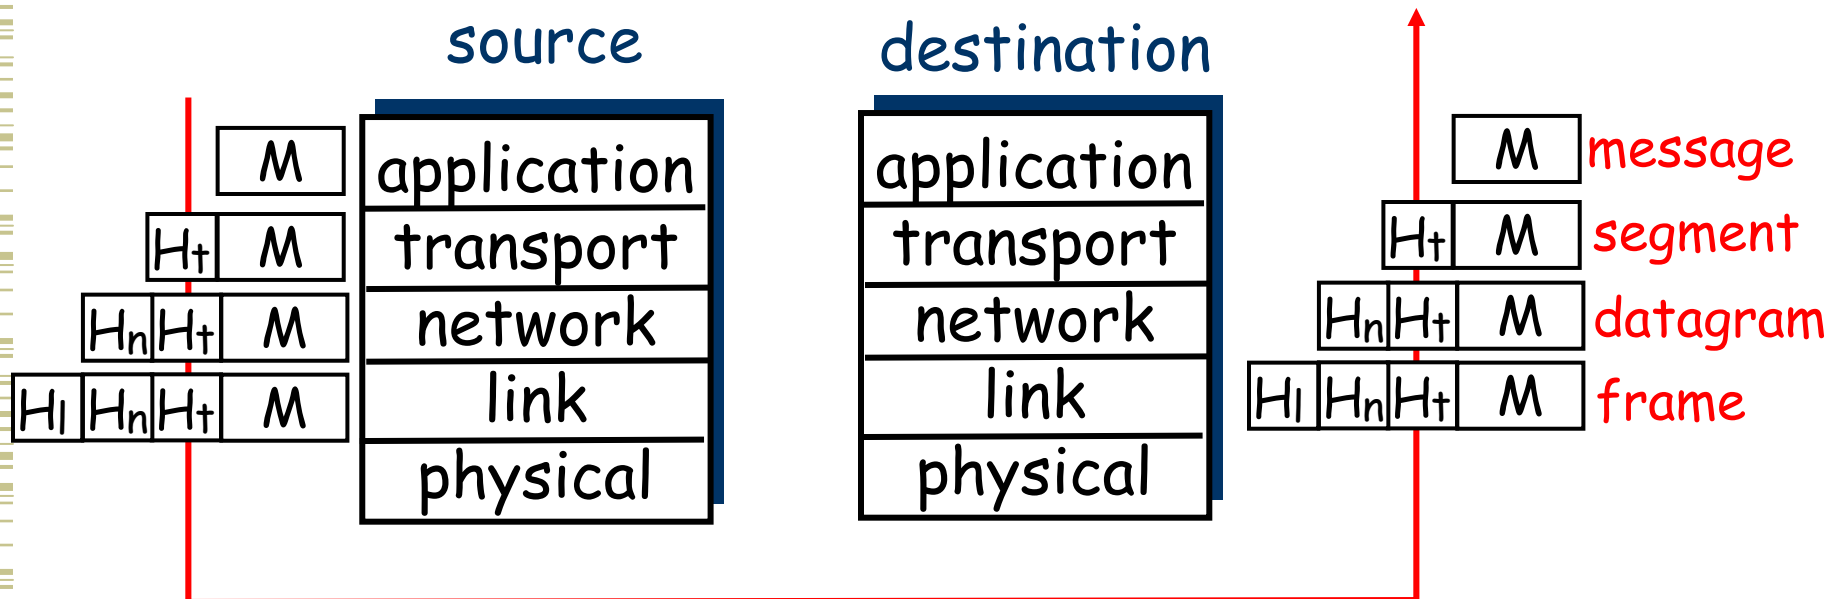 source destination
M application application M message
Ht M transport transport Ht M segment
Hn Ht M network network Hn Ht M datagram
Hl Hn Ht M link link Hl Hn Ht M frame
physical physical